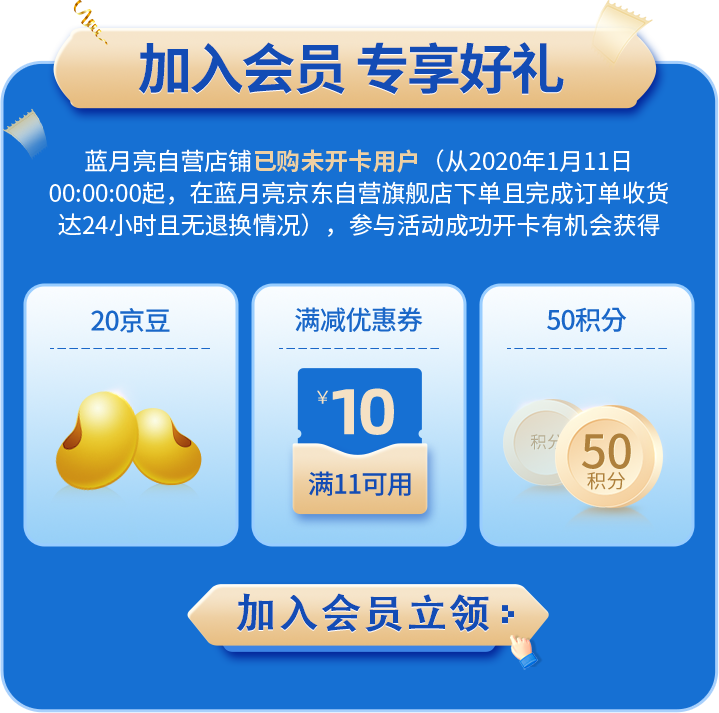 加入会员 专享好礼
蓝月亮自营店铺已购未开卡用户（从2020年1月11日
00:00:00起，在蓝月亮京东自营旗舰店下单且完成订单收货
达24小时且无退换情况），参与活动成功开卡有机会获得
20京豆
满减优惠券
¥10
满11可用
50积分
积分
50
积分
加入会员立领